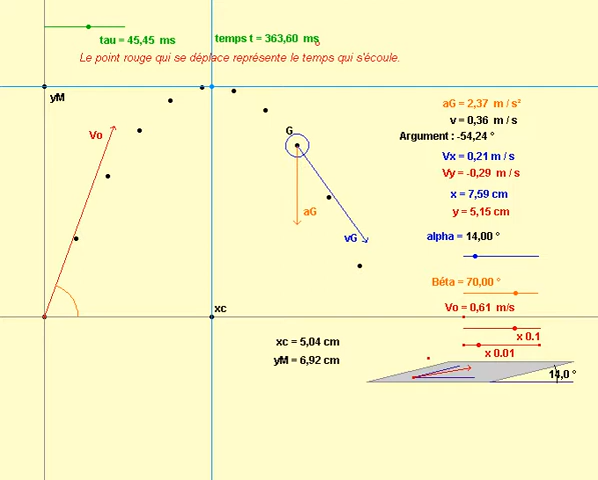 tau = 45,45 ms
temps t = 363,60 ms
Le point rouge qui se déplace représente le temps qui s'écoule.
yM
aG = 2,37 m / s²
v = 0,36 m / s
Vo
G
Argument : -54,24 °
Vx = 0,21 m / s
Vy = -0,29 m / s
x = 7,59 cm
aG
y = 5,15 cm
vG
alpha = 14,00 °
Béta = 70,00 °
xc
Vo = 0,61 m/s
x 0.1
xc = 5,04 cm
x 0.01
yM = 6,92 cm
14,0 °